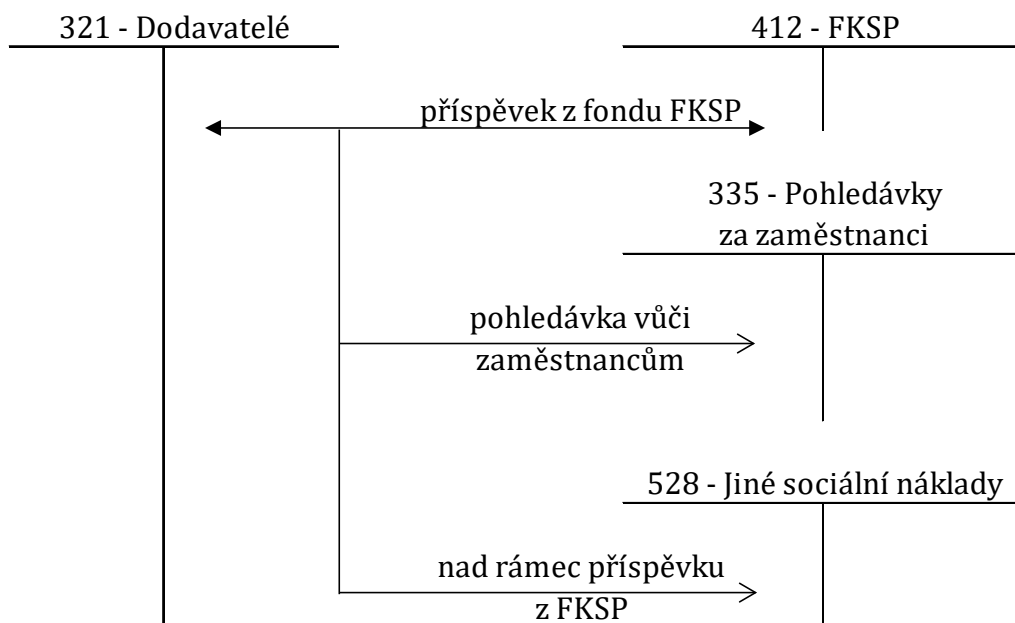 321 - Dodavatelé
412 - FKSP
příspěvek z fondu FKSP
335 - Pohledávky
za zaměstnanci
pohledávka vůči
zaměstnancům
528 - Jiné sociální náklady
nad rámec příspěvku
z FKSP